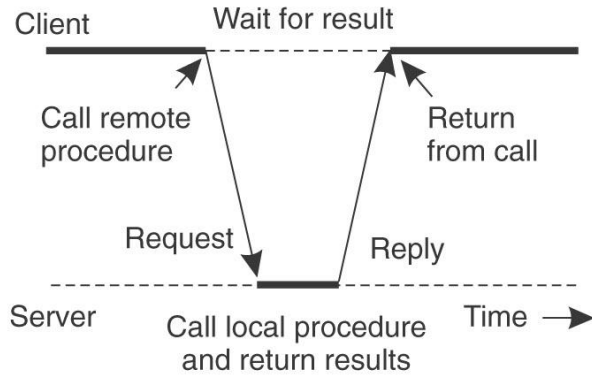 Client
Wait for result
Call remote
procedure
Return
from call
Request
Reply
Server
Call local procedure
and return results
Time